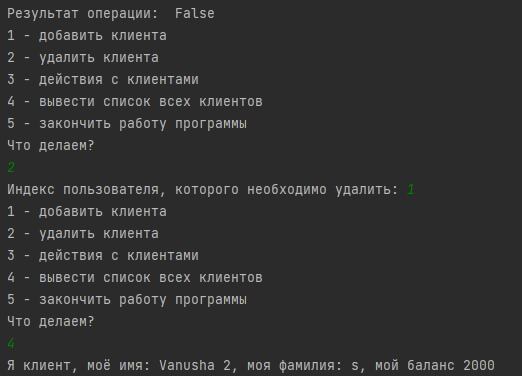 Результат операции:  False
1 - добавить клиента
2 - удалить клиента
3 - действия с клиентами
4 - вывести список всех клиентов
5 - закончить работу программы
Что делаем?
2
Индекс пользователя, которого необходимо удалить: 1
1 - добавить клиента
2 - удалить клиента
3 - действия с клиентами
4 - вывести список всех клиентов
5 - закончить работу программы
Что делаем?
4
Я клиент, моё имя: Vanusha 2, моя фамилия: s, мой баланс 2000